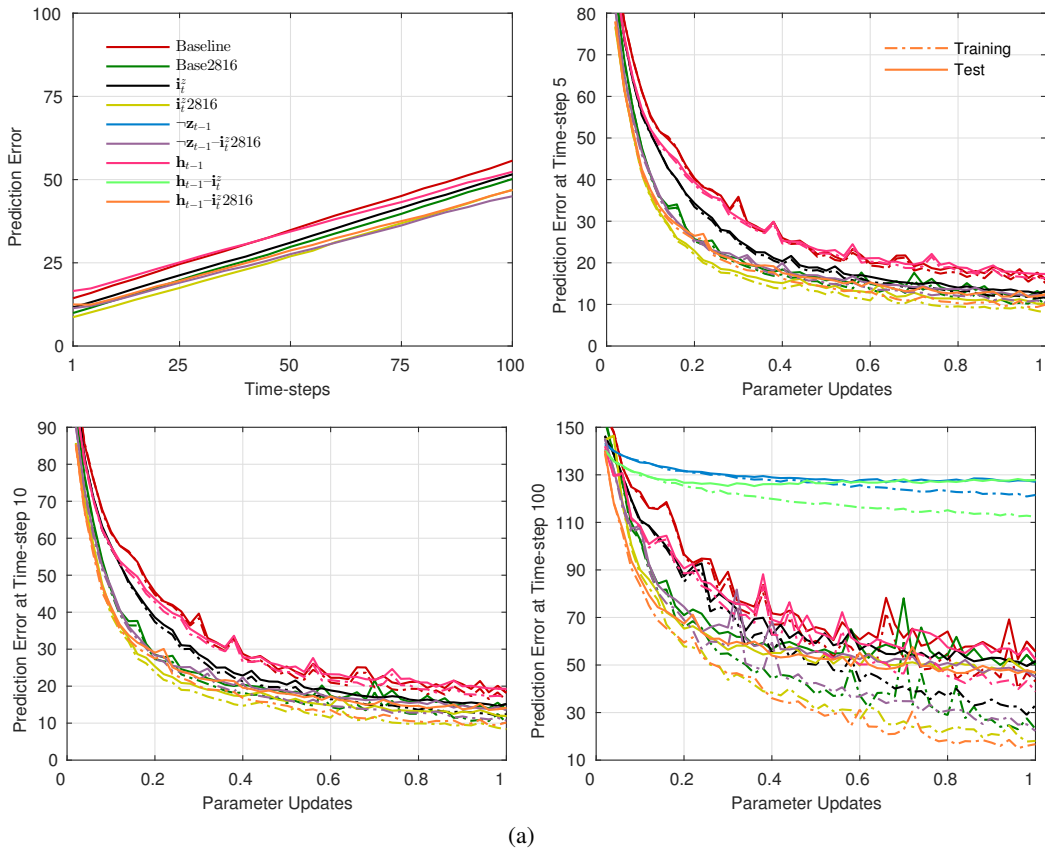 100
75
50
25
0
1
25
50
75
100
Prediction Error
Time-steps
Baseline
Base2816
i_t^z
i_t^z2816
¬z_{t−1}
¬z_{t−1}–i_t^z2816
h_{t−1}
h_{t−1}–i_t^z
h_{t−1}–i_t^z2816
80
70
60
50
40
30
20
10
0
0
0.2
0.4
0.6
0.8
1
Prediction Error at Time-step 5
Parameter Updates
Training
Test
90
80
70
60
50
40
30
20
10
0
0
0.2
0.4
0.6
0.8
1
Prediction Error at Time-step 10
Parameter Updates
150
130
110
90
70
50
30
10
0
0.2
0.4
0.6
0.8
1
Prediction Error at Time-step 100
Parameter Updates
(a)